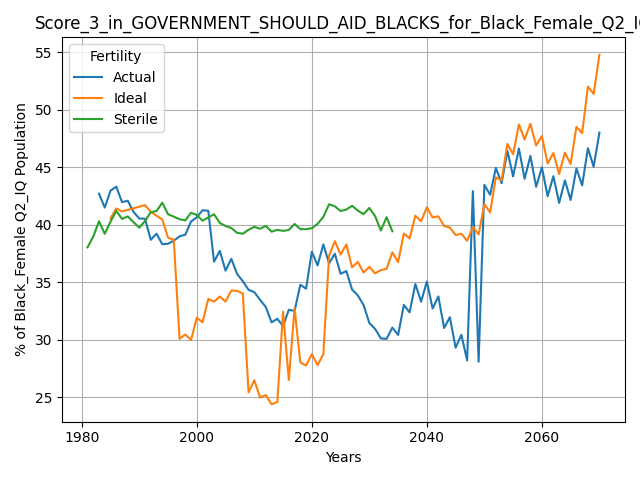 Score_3_in_GOVERNMENT_SHOULD_AID_BLACKS_for_Black_Female_Q2_IQ
Fertility
Actual
Ideal
Sterile
% of Black_Female Q2_IQ Population
55
50
45
40
35
30
25
1980
2000
2020
2040
2060
Years